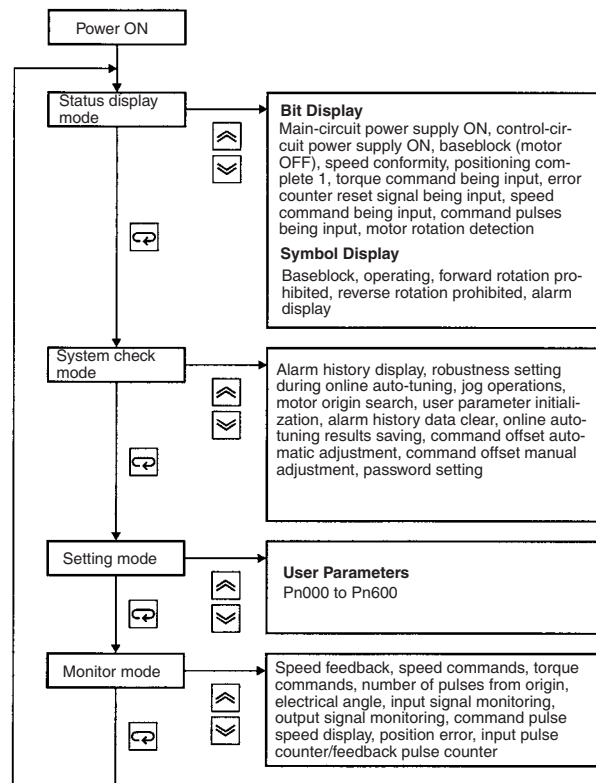 Power ON
Status display
mode
Bit Display
Main-circuit power supply ON, control-cir-
cuit power supply ON, baseblock (motor
OFF), speed conformity, positioning com-
plete 1, torque command being input, error
counter reset signal being input, speed
command being input, command pulses
being input, motor rotation detection
Symbol Display
Baseblock, operating, forward rotation pro-
hibited, reverse rotation prohibited, alarm
display
System check
mode
Alarm history display, robustness setting
during online auto-tuning, jog operations,
motor origin search, user parameter initial-
ization, alarm history data clear, online auto-
tuning results saving, command offset auto-
matic adjustment, command offset manual
adjustment, password setting
Setting mode
User Parameters
Pn000 to Pn600
Monitor mode
Speed feedback, speed commands, torque
commands, number of pulses from origin,
electrical angle, input signal monitoring,
output signal monitoring, command pulse
speed display, position error, input pulse
counter/feedback pulse counter